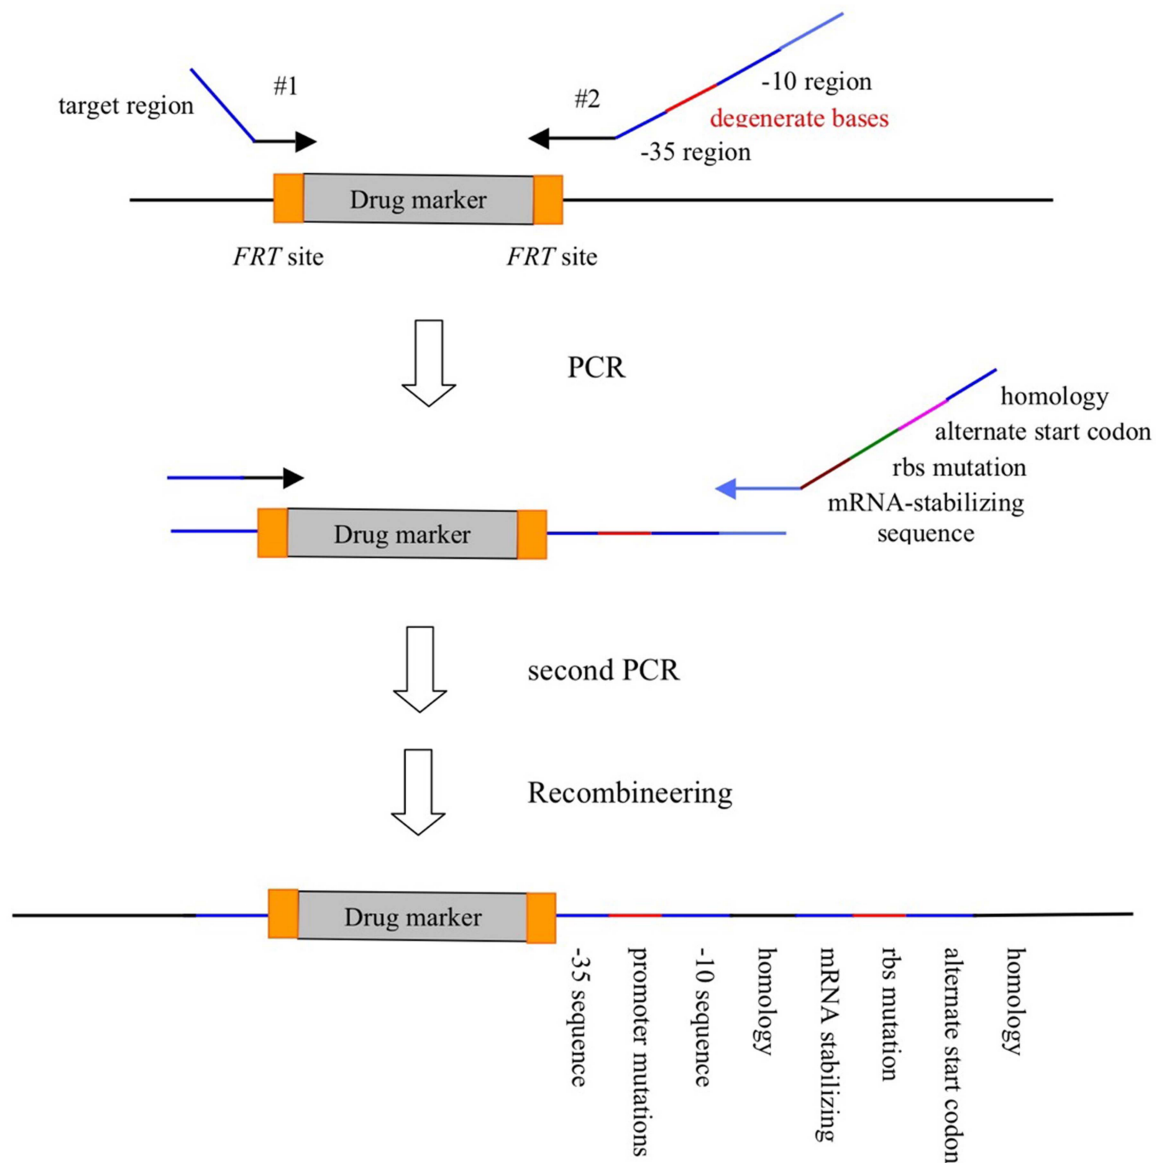 #1
target region
#2
-10 region
degenerate bases
-35 region
Drug marker
FRT site
FRT site
PCR
homology
alternate start codon
rbs mutation
mRNA-stabilizing
sequence
Drug marker
second PCR
Recombineering
Drug marker
-35 sequence
promoter mutations
-10 sequence
homology
mRNA stabilizing
rbs mutation
alternate start codon
homology